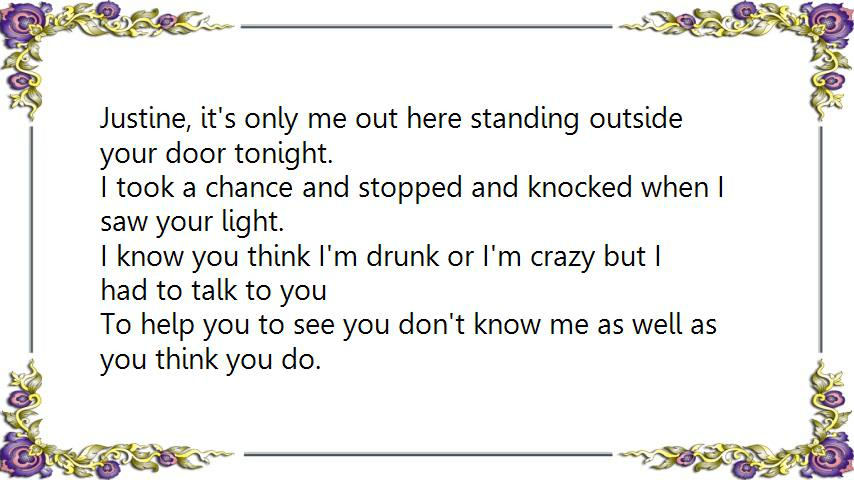 Justine, it's only me out here standing outside
your door tonight.
I took a chance and stopped and knocked when I
saw your light.
I know you think I'm drunk or I'm crazy but I
had to talk to you
To help you to see you don't know me as well as
you think you do.